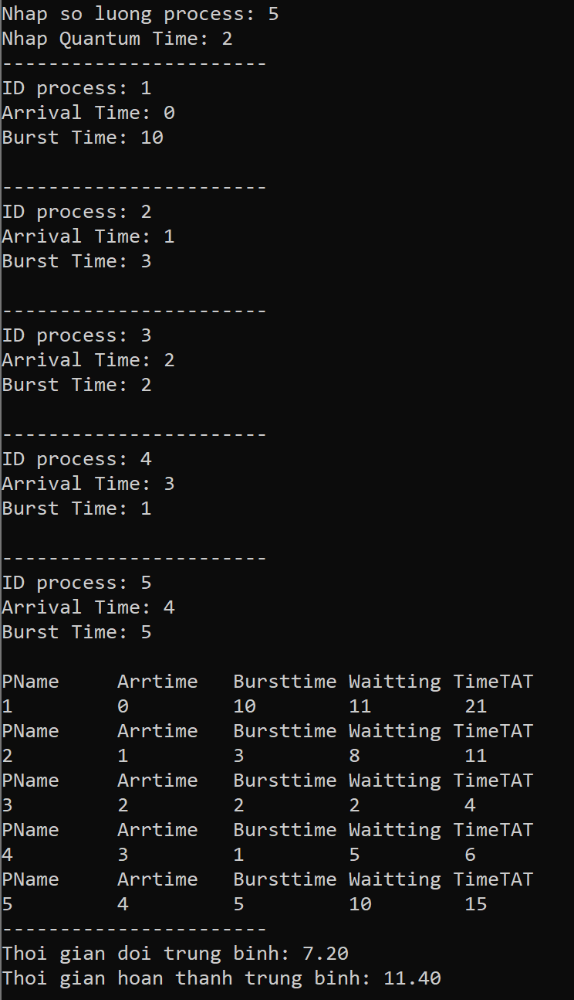 Nhap so luong process: 5
Nhap Quantum Time: 2
-----------------------
ID process: 1
Arrival Time: 0
Burst Time: 10
-----------------------
ID process: 2
Arrival Time: 1
Burst Time: 3
-----------------------
ID process: 3
Arrival Time: 2
Burst Time: 2
-----------------------
ID process: 4
Arrival Time: 3
Burst Time: 1
-----------------------
ID process: 5
Arrival Time: 4
Burst Time: 5
PName     Arrtime   Bursttime Waitting TimeTAT
1         0         10        11        21
PName     Arrtime   Bursttime Waitting TimeTAT
2         1         3         8         11
PName     Arrtime   Bursttime Waitting TimeTAT
3         2         2         2         4
PName     Arrtime   Bursttime Waitting TimeTAT
4         3         1         5         6
PName     Arrtime   Bursttime Waitting TimeTAT
5         4         5         10        15
-----------------------
Thoi gian doi trung binh: 7.20
Thoi gian hoan thanh trung binh: 11.40